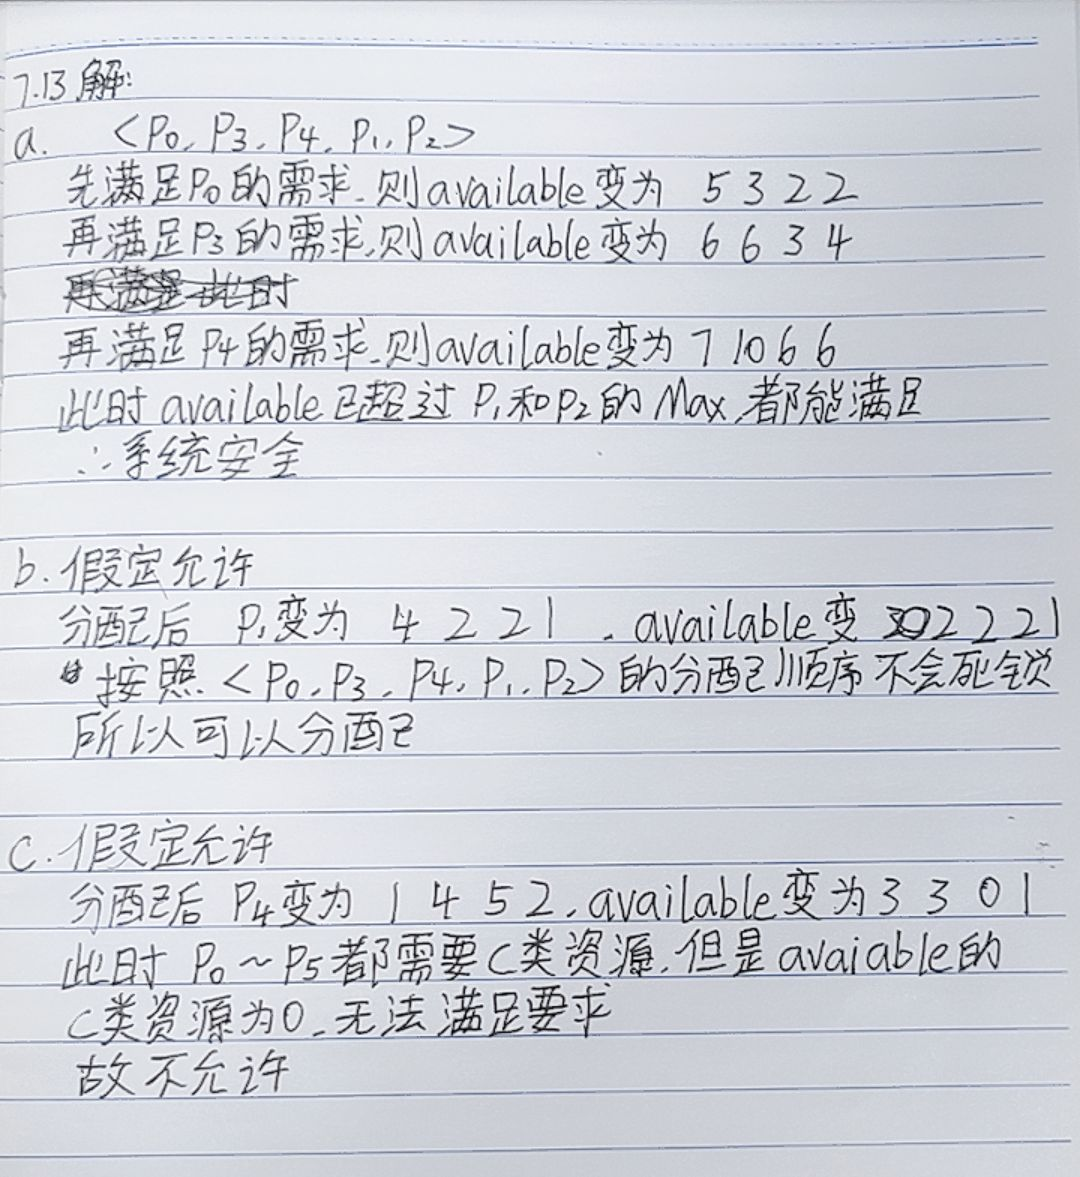 7.13 解:
a. <P0, P3, P4, P1, P2>
先满足P0的需求,则available变为 5 3 2 2
再满足P3的需求,则available变为 6 6 3 4
再满足 此时
再满足P4的需求,则available变为 7 10 6 6
此时 available已超过 P1和P2的 Max,都能满足
∴系统安全
b. 假定允许
分配后 P1变为 4 2 2 1 , available变 2 2 2 1
按照 <P0, P3, P4, P1, P2> 的分配顺序 不会死锁
所以可以分配
c. 假定允许
分配后 P4变为 1 4 5 2, available变为 3 3 0 1
此时 P0~P5都需要C类资源,但是avaiable的
C类资源为0,无法满足要求
故不允许